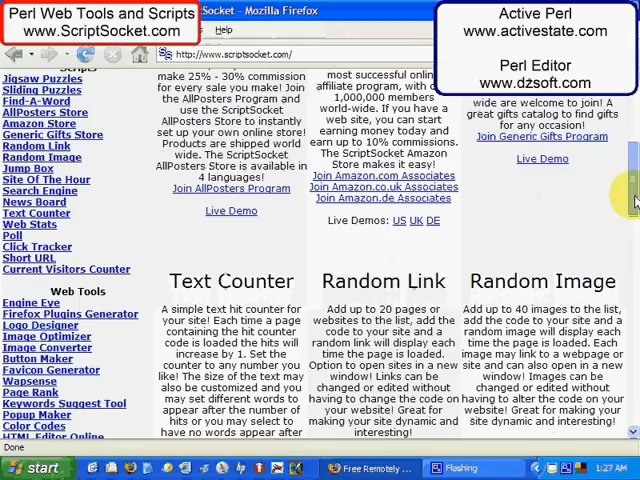 Perl Web Tools and Scripts
www.ScriptSocket.com
Socket - Mozilla Firefox
Active Perl
www.activestate.com
Perl Editor
www.dzsoft.com
Help
http://www.scriptsocket.com/
Scripts
Jigsaw Puzzles
Sliding Puzzles
Find-A-Word
AllPosters Store
Amazon Store
Generic Gifts Store
Random Link
Random Image
Jump Box
Site Of The Hour
Search Engine
News Board
Text Counter
Web Stats
Poll
Click Tracker
Short URL
Current Visitors Counter
Web Tools
Engine Eye
Firefox Plugins Generator
Logo Designer
Image Optimizer
Image Converter
Button Maker
Favicon Generator
Wapsense
Page Rank
Keywords Suggest Tool
Popup Maker
Color Codes
HTML Editor Online
make 25% - 30% commission
for every sale you make! Join
the AllPosters Program and
use the ScriptSocket
AllPosters Store to instantly
set up your own online store!
Products are shipped world
wide. The ScriptSocket
AllPosters Store is available in
4 languages!
Join AllPosters Program
Live Demo
most successful online
affiliate program, with over
1,000,000 members
world-wide. If you have a
web site, you can start
earning money today and
earn up to 10% commissions.
The ScriptSocket Amazon
Store makes it easy!
Join Amazon.com Associates
Join Amazon.co.uk Associates
Join Amazon.de Associates
Live Demos: US UK DE
wide are welcome to join! A
great gifts catalog to find gifts
for any occasion!
Join Generic Gifts Program
Live Demo
Text Counter
A simple text hit counter for
your site! Each time a page
containing the hit counter
code is loaded the hits will
increase by 1. Set the
counter to any number you
like! The size of the text may
also be customized and you
may set different words to
appear after the number of
hits or you may select to
have no words appear after
Random Link
Add up to 20 pages or
websites to the list, add the
code to your site and a
random link will display each
time the page is loaded.
Option to open sites in a new
window! Links can be
changed or edited without
having to change the code on
your website! Great for
making your site dynamic and
interesting!
Random Image
Add up to 40 images to the list,
add the code to your site and a
random image will display each
time the page is loaded. Each
image may link to a webpage or
site and can also open in a new
window! Images can be
changed or edited without
having to alter the code on your
website! Great for making your
site dynamic and interesting!
Done
start
Free Remotely
Flashing
1:27 AM